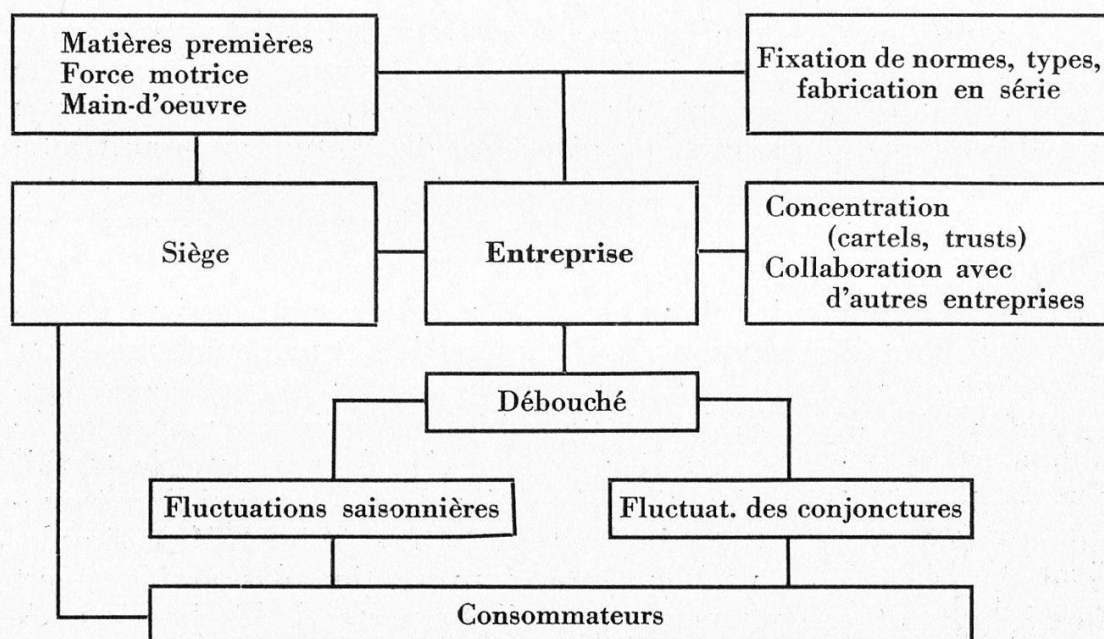 Matières premières
Force motrice
Main-d'oeuvre
Fixation de normes, types,
fabrication en série
Siège
Entreprise
Concentration
(cartels, trusts)
Collaboration avec
d'autres entreprises
Débouché
Fluctuations saisonnières
Fluctuat. des conjonctures
Consommateurs